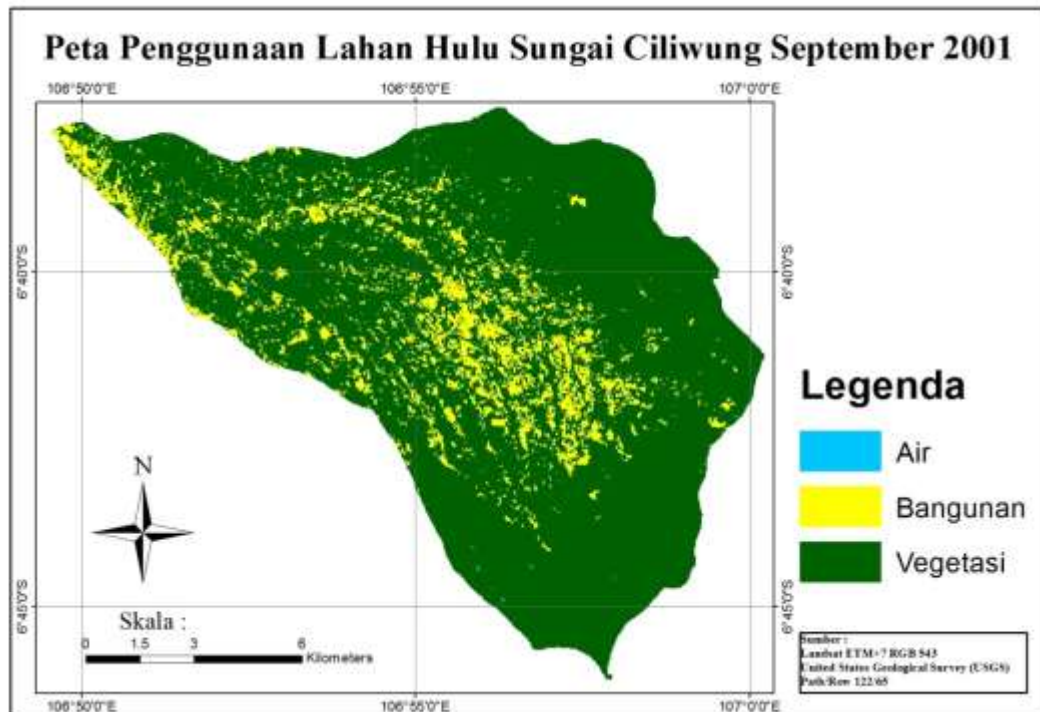 Peta Penggunaan Lahan Hulu Sungai Ciliwung September 2001
106°50'0"E 106°55'0"E 107°0'0"E
6°40'0"S 6°40'0"S
Legenda
Air
Bangunan
Vegetasi
N
6°45'0"S 6°45'0"S
Skala :
0 1.5 3 6
Kilometers
Sumber :
Landsat ETM+7 RGB 543
United States Geological Survey (USGS)
Path/Row 122/65
106°50'0"E 106°55'0"E 107°0'0"E